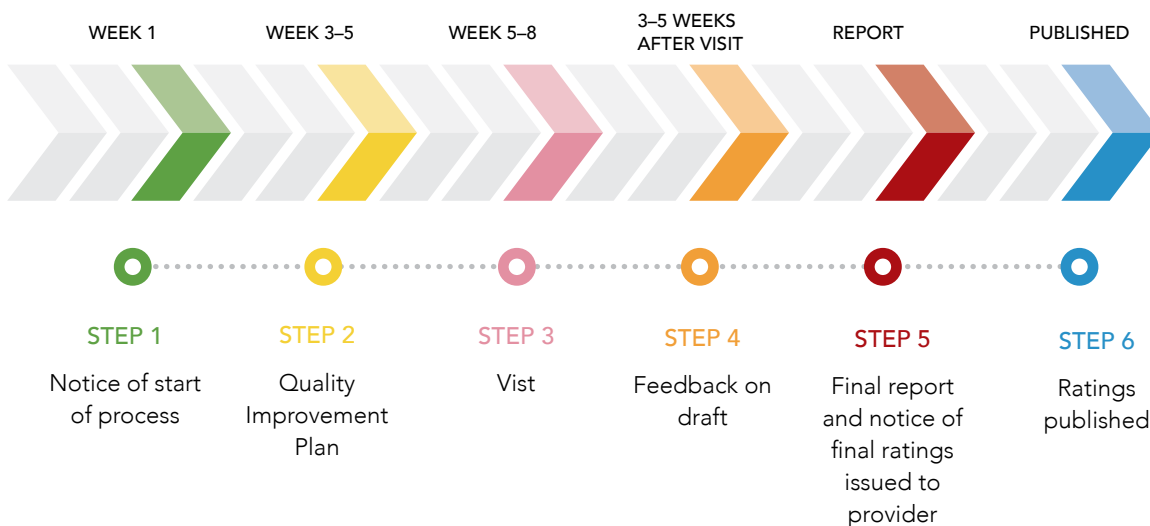 WEEK 1
WEEK 3–5
WEEK 5–8
3–5 WEEKS
AFTER VISIT
REPORT
PUBLISHED
STEP 1
Notice of start
of process
STEP 2
Quality
Improvement
Plan
STEP 3
Vist
STEP 4
Feedback on
draft
STEP 5
Final report
and notice of
final ratings
issued to
provider
STEP 6
Ratings
published